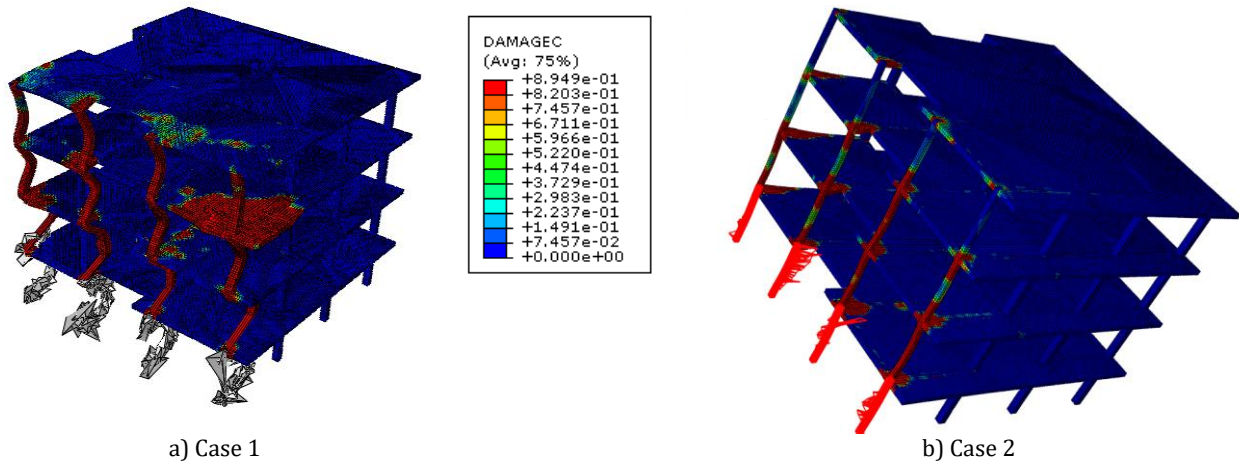 DAMAGEC
(Avg: 75%)
+8.949e-01
+8.203e-01
+7.457e-01
+6.711e-01
+5.966e-01
+5.220e-01
+4.474e-01
+3.729e-01
+2.983e-01
+2.237e-01
+1.491e-01
+7.457e-02
+0.000e+00
a) Case 1
b) Case 2